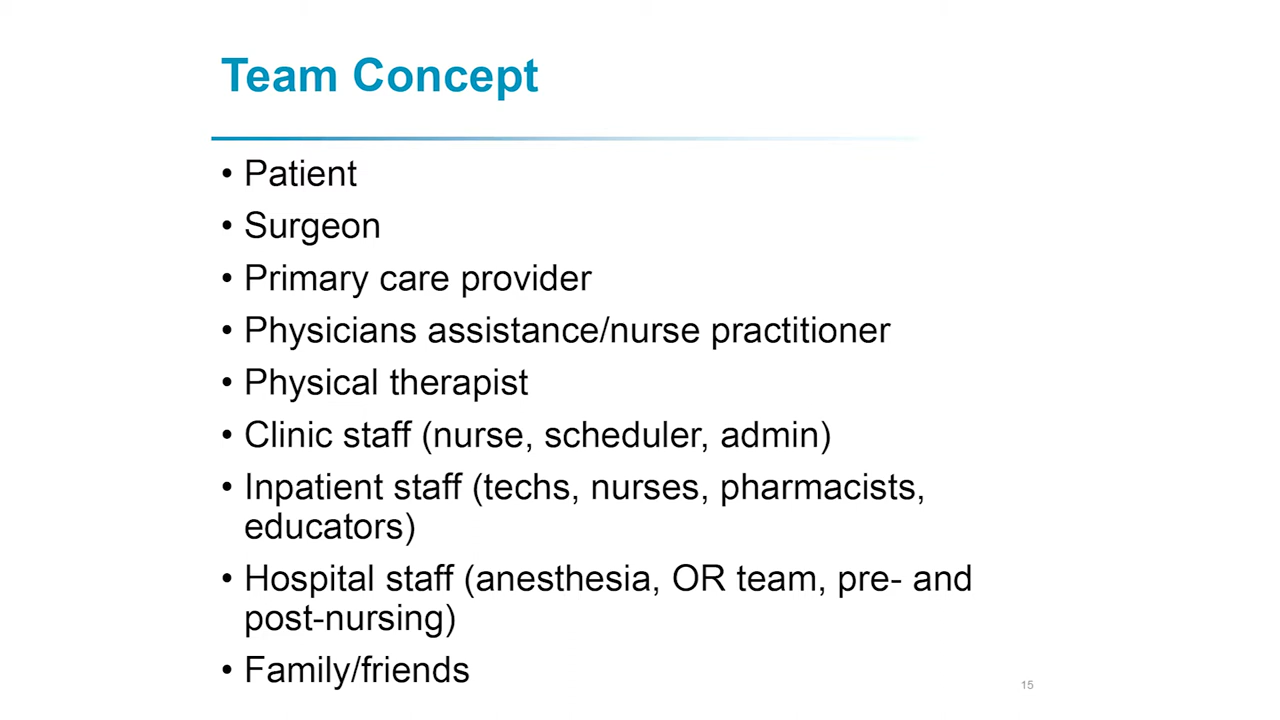 Team Concept
• Patient
• Surgeon
• Primary care provider
• Physicians assistance/nurse practitioner
• Physical therapist
• Clinic staff (nurse, scheduler, admin)
• Inpatient staff (techs, nurses, pharmacists,
educators)
• Hospital staff (anesthesia, OR team, pre- and
post-nursing)
• Family/friends
15